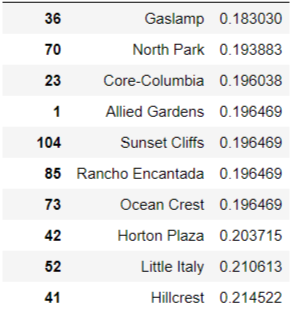 36 Gaslamp 0.183030
70 North Park 0.193883
23 Core-Columbia 0.196038
1 Allied Gardens 0.196469
104 Sunset Cliffs 0.196469
85 Rancho Encantada 0.196469
73 Ocean Crest 0.196469
42 Horton Plaza 0.203715
52 Little Italy 0.210613
41 Hillcrest 0.214522